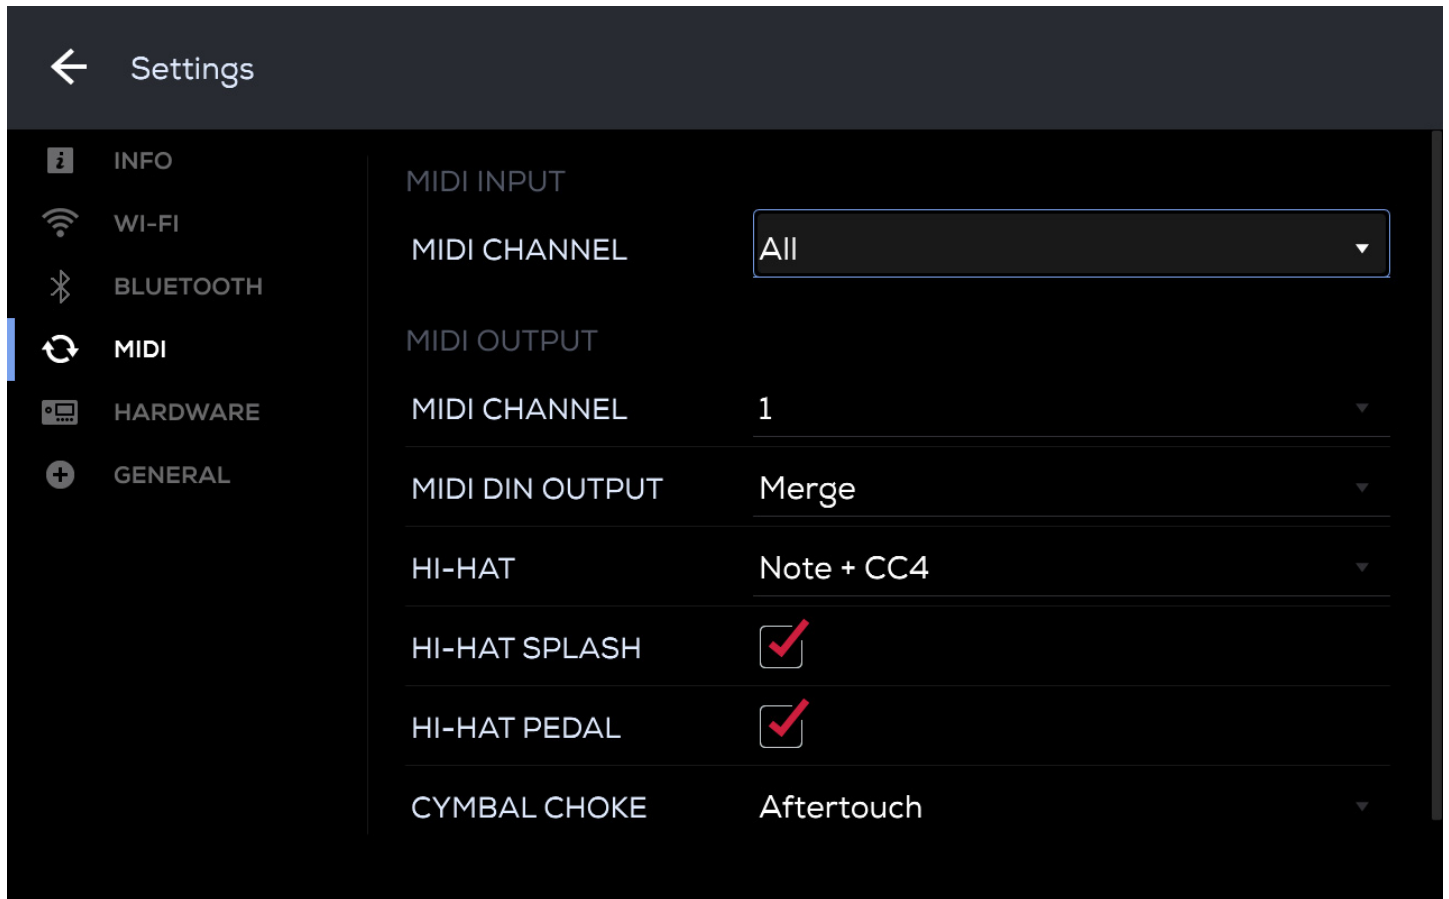 Settings
INFO
WI-FI
BLUETOOTH
MIDI
HARDWARE
GENERAL
MIDI INPUT
MIDI CHANNEL All
MIDI OUTPUT
MIDI CHANNEL 1
MIDI DIN OUTPUT Merge
HI-HAT Note + CC4
HI-HAT SPLASH
HI-HAT PEDAL
CYMBAL CHOKE Aftertouch